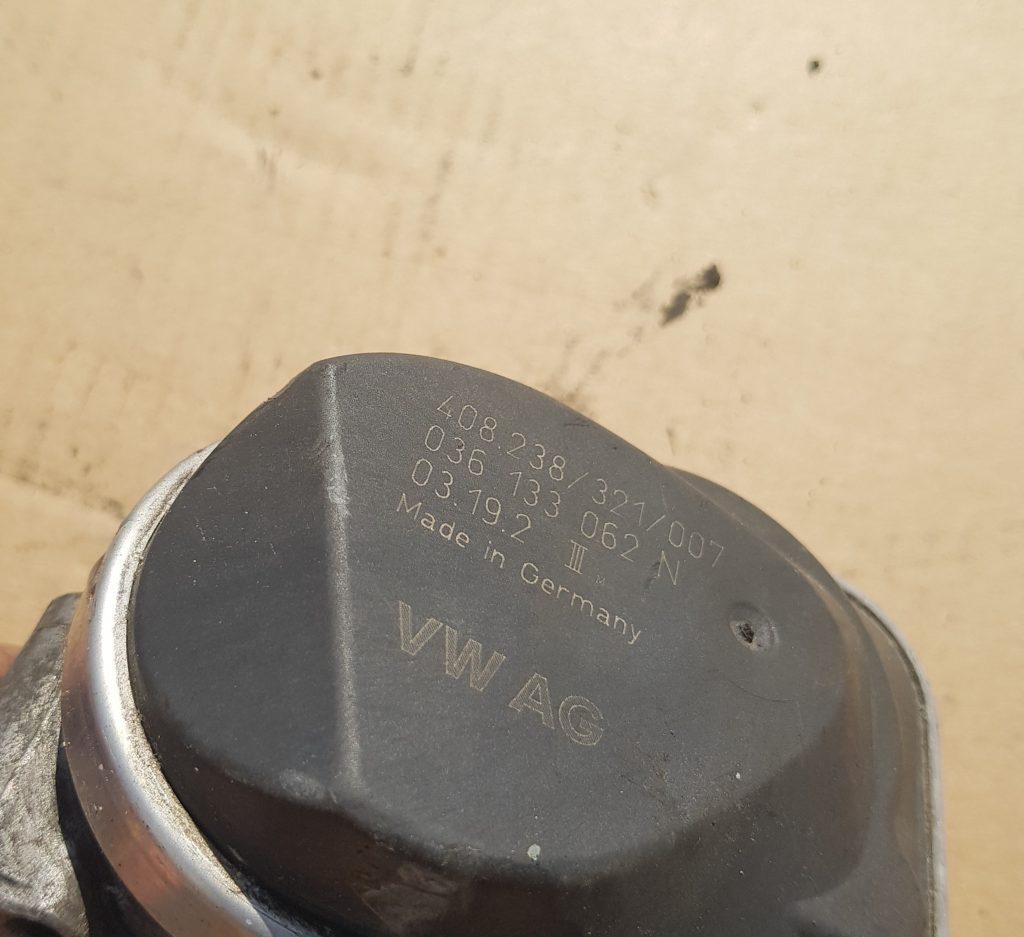 408.238/321/007
036 133 062 N
03.19.2 III M
Made in Germany
VW AG